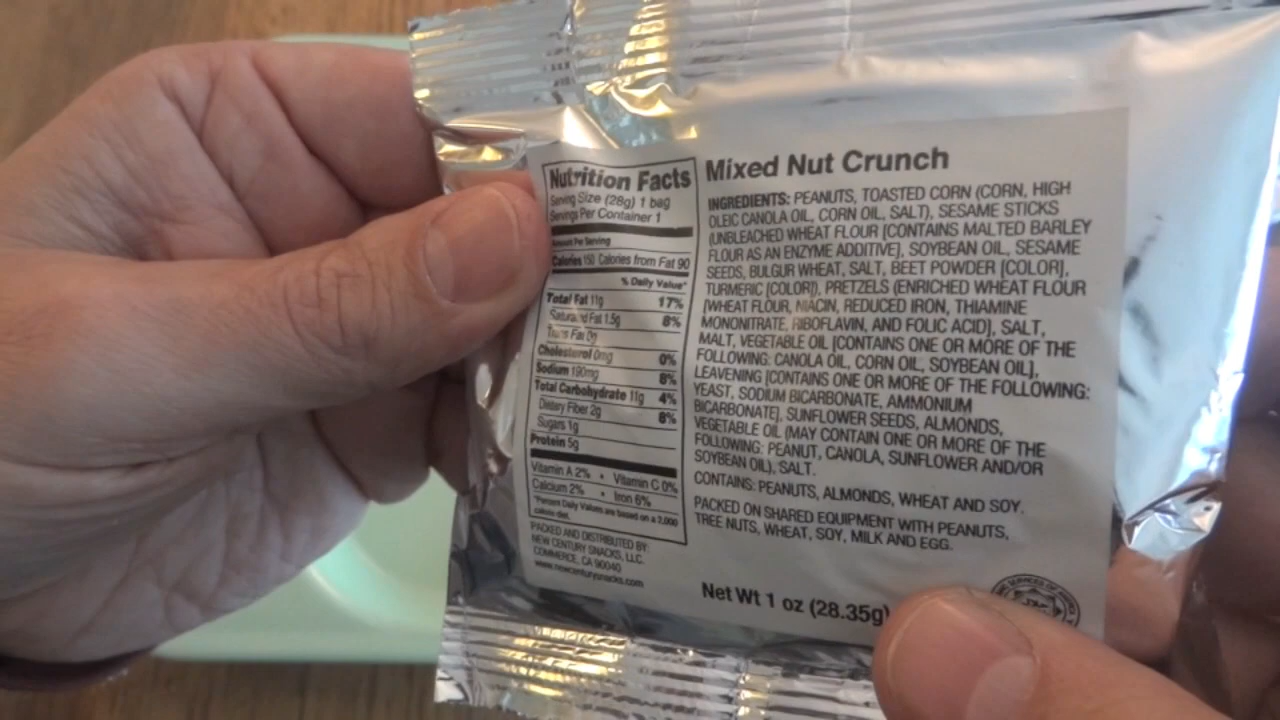 Nutrition Facts
Serving Size (28g) 1 bag
Servings Per Container 1
Amount Per Serving
Calories 150 Calories from Fat 90
% Daily Value*
Total Fat 11g 17%
Saturated Fat 1.5g 8%
Trans Fat 0g
Cholesterol 0mg 0%
Sodium 190mg 8%
Total Carbohydrate 11g 4%
Dietary Fiber 2g 8%
Sugars 1g
Protein 5g
Vitamin A 2% • Vitamin C 0%
Calcium 2% • Iron 6%
*Percent Daily Values are based on a 2,000
calorie diet.
PACKED AND DISTRIBUTED BY:
NEW CENTURY SNACKS, LLC.
COMMERCE, CA 90040
www.newcenturysnacks.com
Mixed Nut Crunch
INGREDIENTS: PEANUTS, TOASTED CORN (CORN, HIGH
OLEIC CANOLA OIL, CORN OIL, SALT), SESAME STICKS
(UNBLEACHED WHEAT FLOUR [CONTAINS MALTED BARLEY
FLOUR AS AN ENZYME ADDITIVE], SOYBEAN OIL, SESAME
SEEDS, BULGUR WHEAT, SALT, BEET POWDER [COLOR],
TURMERIC [COLOR]), PRETZELS (ENRICHED WHEAT FLOUR
[WHEAT FLOUR, NIACIN, REDUCED IRON, THIAMINE
MONONITRATE, RIBOFLAVIN, AND FOLIC ACID], SALT,
MALT, VEGETABLE OIL [CONTAINS ONE OR MORE OF THE
FOLLOWING: CANOLA OIL, CORN OIL, SOYBEAN OIL],
LEAVENING [CONTAINS ONE OR MORE OF THE FOLLOWING:
YEAST, SODIUM BICARBONATE, AMMONIUM
BICARBONATE], SUNFLOWER SEEDS, ALMONDS,
VEGETABLE OIL (MAY CONTAIN ONE OR MORE OF THE
FOLLOWING: PEANUT, CANOLA, SUNFLOWER AND/OR
SOYBEAN OIL), SALT.
CONTAINS: PEANUTS, ALMONDS, WHEAT AND SOY.
PACKED ON SHARED EQUIPMENT WITH PEANUTS,
TREE NUTS, WHEAT, SOY, MILK AND EGG.
Net Wt 1 oz (28.35g)